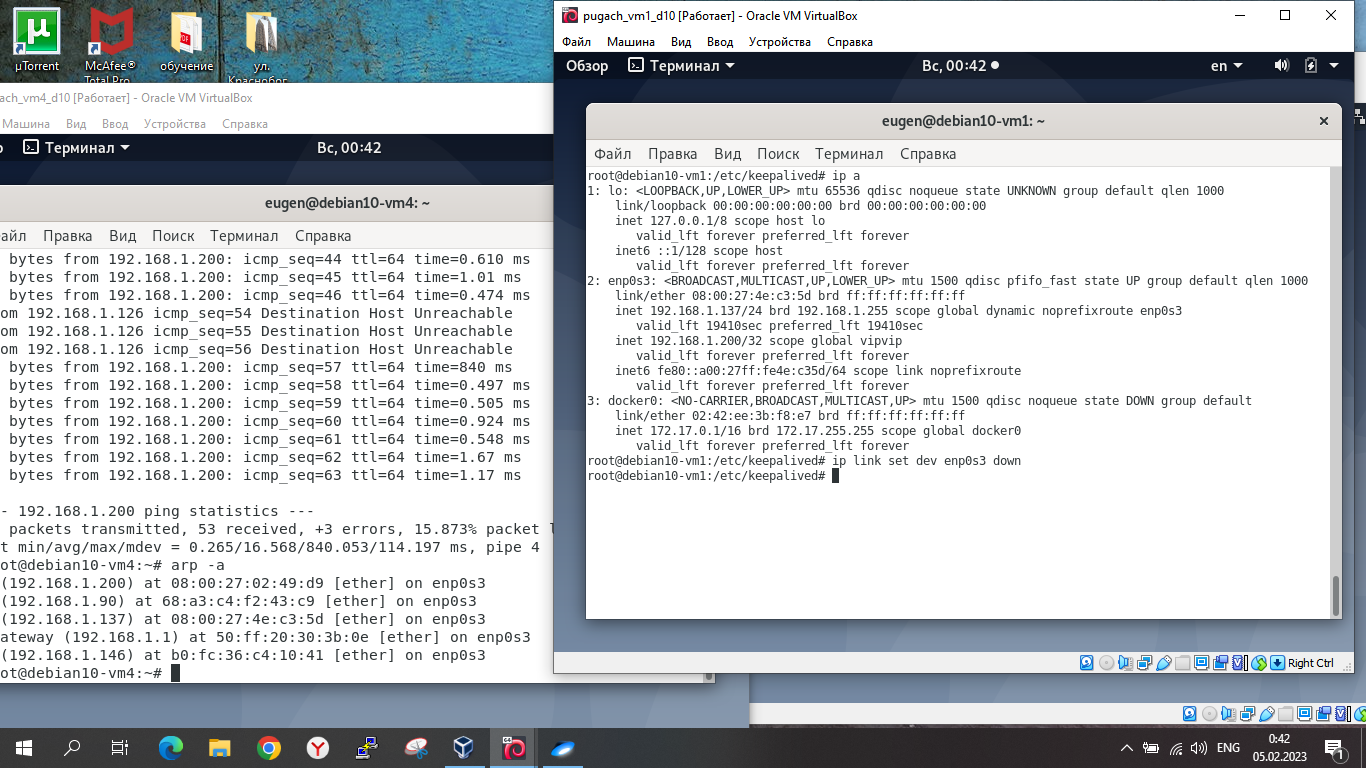 µTorrent
McAfee®
Total Pro
обучение
ул.
Краснобог
pugach_vm1_d10 [Работает] - Oracle VM VirtualBox
Файл Машина Вид Ввод Устройства Справка
Обзор Терминал Вс, 00:42 en
eugen@debian10-vm1: ~
Файл Правка Вид Поиск Терминал Справка
root@debian10-vm1:/etc/keepalived# ip a
1: lo: <LOOPBACK,UP,LOWER_UP> mtu 65536 qdisc noqueue state UNKNOWN group default qlen 1000
link/loopback 00:00:00:00:00:00 brd 00:00:00:00:00:00
inet 127.0.0.1/8 scope host lo
valid_lft forever preferred_lft forever
inet6 ::1/128 scope host
valid_lft forever preferred_lft forever
2: enp0s3: <BROADCAST,MULTICAST,UP,LOWER_UP> mtu 1500 qdisc pfifo_fast state UP group default qlen 1000
link/ether 08:00:27:4e:c3:5d brd ff:ff:ff:ff:ff:ff
inet 192.168.1.137/24 brd 192.168.1.255 scope global dynamic noprefixroute enp0s3
valid_lft 19410sec preferred_lft 19410sec
inet 192.168.1.200/32 scope global vipvip
valid_lft forever preferred_lft forever
inet6 fe80::a00:27ff:fe4e:c35d/64 scope link noprefixroute
valid_lft forever preferred_lft forever
3: docker0: <NO-CARRIER,BROADCAST,MULTICAST,UP> mtu 1500 qdisc noqueue state DOWN group default
link/ether 02:42:ee:3b:f8:e7 brd ff:ff:ff:ff:ff:ff
inet 172.17.0.1/16 brd 172.17.255.255 scope global docker0
valid_lft forever preferred_lft forever
root@debian10-vm1:/etc/keepalived# ip link set dev enp0s3 down
root@debian10-vm1:/etc/keepalived#
Right Ctrl
ach_vm4_d10 [Работает] - Oracle VM VirtualBox
Машина Вид Ввод Устройства Справка
Терминал Вс, 00:42
eugen@debian10-vm4: ~
айл Правка Вид Поиск Терминал Справка
bytes from 192.168.1.200: icmp_seq=44 ttl=64 time=0.610 ms
bytes from 192.168.1.200: icmp_seq=45 ttl=64 time=1.01 ms
bytes from 192.168.1.200: icmp_seq=46 ttl=64 time=0.474 ms
om 192.168.1.126 icmp_seq=54 Destination Host Unreachable
om 192.168.1.126 icmp_seq=55 Destination Host Unreachable
om 192.168.1.126 icmp_seq=56 Destination Host Unreachable
bytes from 192.168.1.200: icmp_seq=57 ttl=64 time=840 ms
bytes from 192.168.1.200: icmp_seq=58 ttl=64 time=0.497 ms
bytes from 192.168.1.200: icmp_seq=59 ttl=64 time=0.505 ms
bytes from 192.168.1.200: icmp_seq=60 ttl=64 time=0.924 ms
bytes from 192.168.1.200: icmp_seq=61 ttl=64 time=0.548 ms
bytes from 192.168.1.200: icmp_seq=62 ttl=64 time=1.67 ms
bytes from 192.168.1.200: icmp_seq=63 ttl=64 time=1.17 ms
- 192.168.1.200 ping statistics ---
packets transmitted, 53 received, +3 errors, 15.873% packet l
t min/avg/max/mdev = 0.265/16.568/840.053/114.197 ms, pipe 4
ot@debian10-vm4:~# arp -a
(192.168.1.200) at 08:00:27:02:49:d9 [ether] on enp0s3
(192.168.1.90) at 68:a3:c4:f2:43:c9 [ether] on enp0s3
(192.168.1.137) at 08:00:27:4e:c3:5d [ether] on enp0s3
ateway (192.168.1.1) at 50:ff:20:30:3b:0e [ether] on enp0s3
(192.168.1.146) at b0:fc:36:c4:10:41 [ether] on enp0s3
ot@debian10-vm4:~#
ENG
0:42
05.02.2023
1